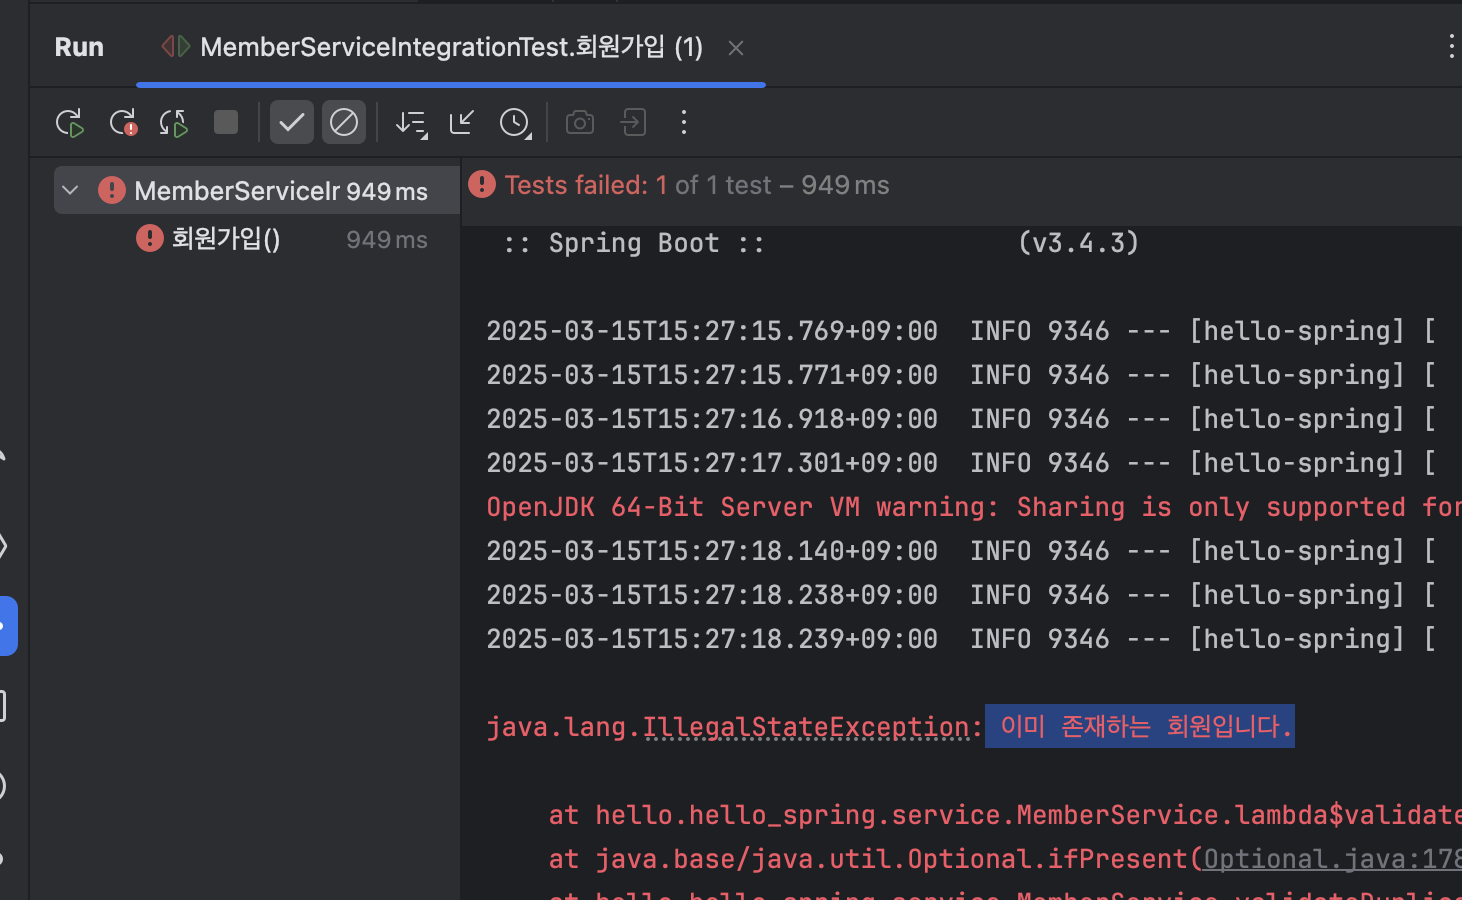 Run MemberServiceIntegrationTest.회원가입 (1)
MemberServiceIr 949 ms
회원가입() 949 ms
Tests failed: 1 of 1 test – 949 ms
:: Spring Boot :: (v3.4.3)
2025-03-15T15:27:15.769+09:00 INFO 9346 --- [hello-spring] [
2025-03-15T15:27:15.771+09:00 INFO 9346 --- [hello-spring] [
2025-03-15T15:27:16.918+09:00 INFO 9346 --- [hello-spring] [
2025-03-15T15:27:17.301+09:00 INFO 9346 --- [hello-spring] [
OpenJDK 64-Bit Server VM warning: Sharing is only supported for
2025-03-15T15:27:18.140+09:00 INFO 9346 --- [hello-spring] [
2025-03-15T15:27:18.238+09:00 INFO 9346 --- [hello-spring] [
2025-03-15T15:27:18.239+09:00 INFO 9346 --- [hello-spring] [
java.lang.IllegalStateException: 이미 존재하는 회원입니다.
at hello.hello_spring.service.MemberService.lambda$validate
at java.base/java.util.Optional.ifPresent(Optional.java:178